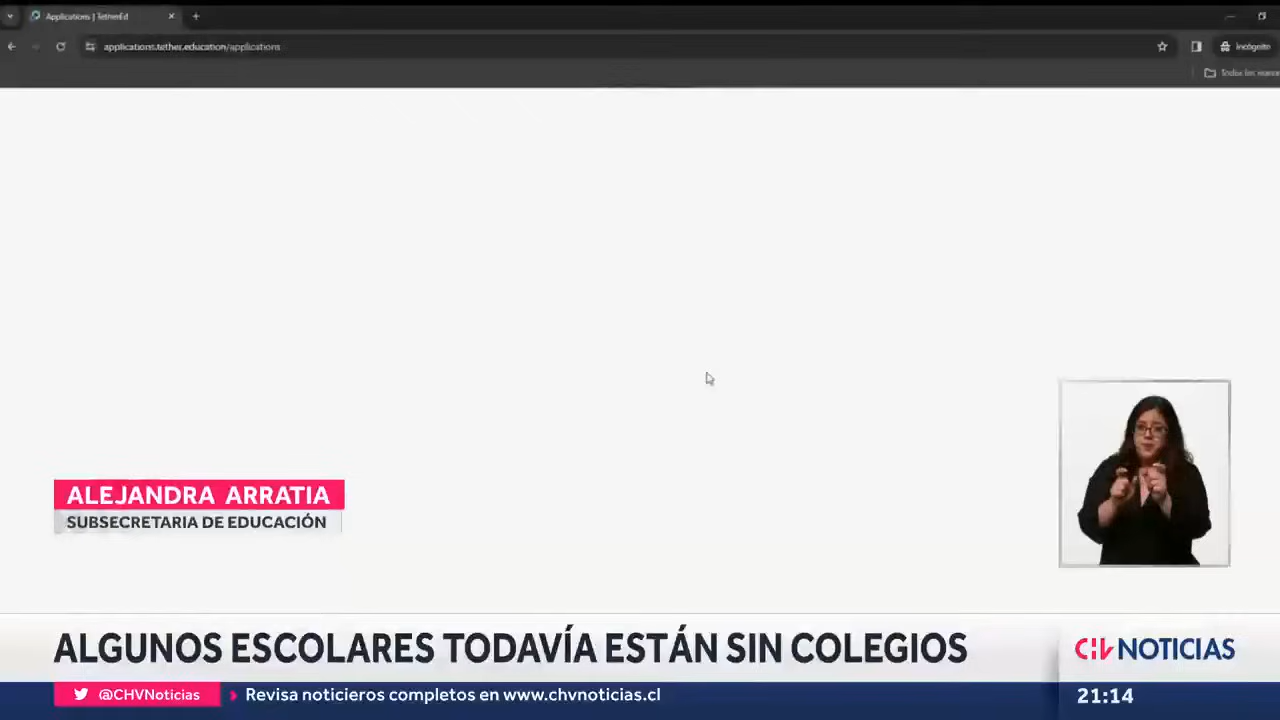 Applications | TetherEd
applications.tether.education/applications
Incógnito
ALEJANDRA ARRATIA
SUBSECRETARIA DE EDUCACIÓN
ALGUNOS ESCOLARES TODAVÍA ESTÁN SIN COLEGIOS
CHV NOTICIAS
@CHVNoticias
Revisa noticieros completos en www.chvnoticias.cl
21:14